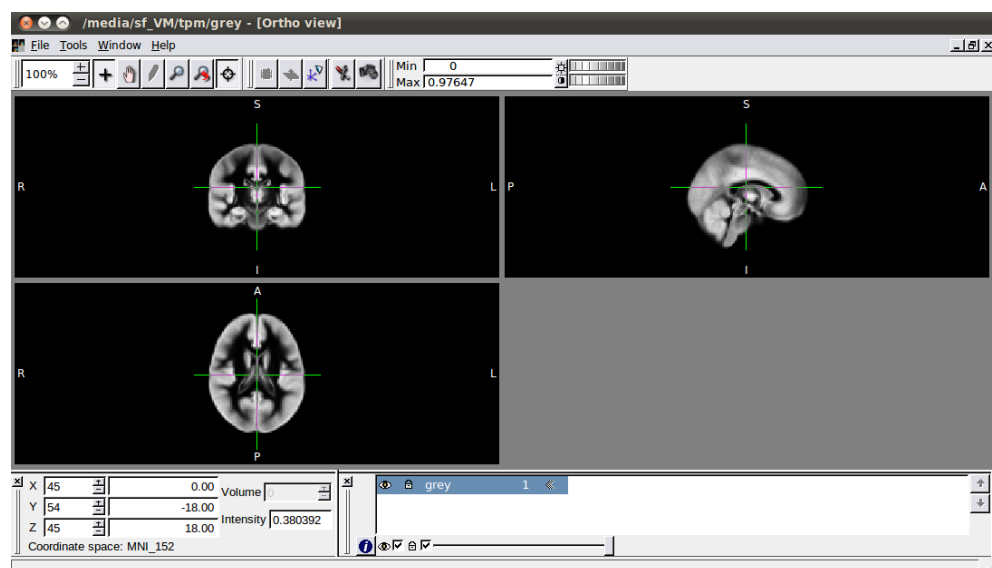 /media/sf_VM/tpm/grey - [Ortho view]
File Tools Window Help
100%
Min 0
Max 0.97647
S
S
R
L
P
A
I
I
A
R
L
P
X 45 0.00
Volume 0
Y 54 -18.00
Intensity 0.380392
Z 45 18.00
Coordinate space: MNI_152
grey 1